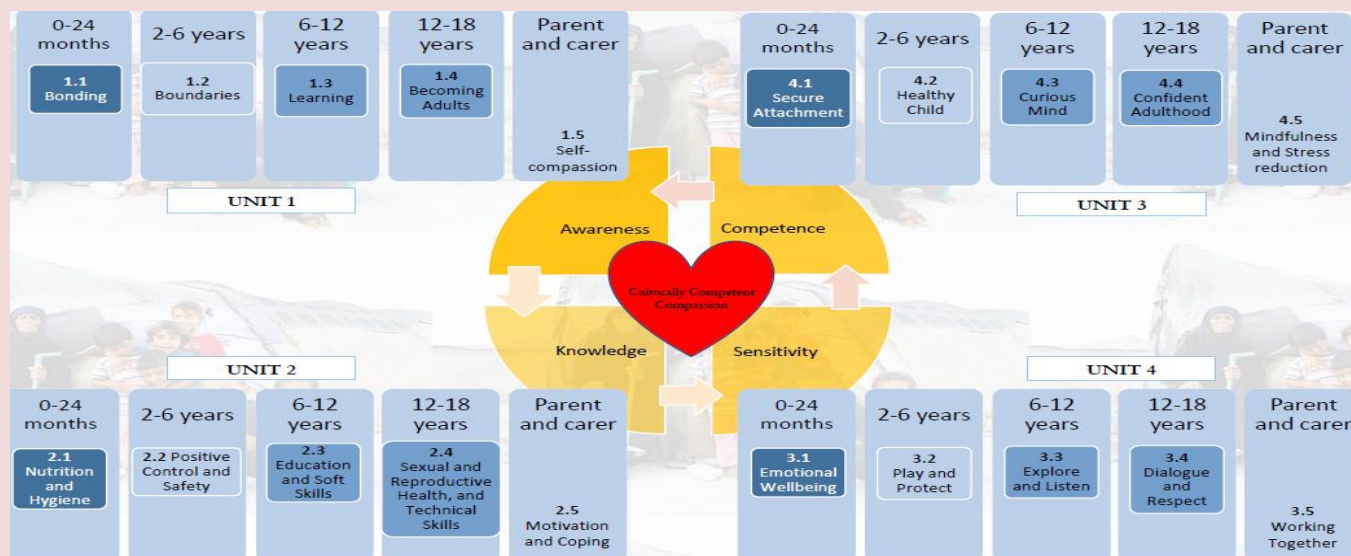 0-24
months
1.1
Bonding
2-6 years
1.2
Boundaries
6-12
years
1.3
Learning
12-18
years
1.4
Becoming
Adults
Parent
and carer
1.5
Self-
compassion
UNIT 1
0-24
months
4.1
Secure
Attachment
2-6 years
4.2
Healthy
Child
6-12
years
4.3
Curious
Mind
12-18
years
4.4
Confident
Adulthood
Parent
and carer
4.5
Mindfulness
and Stress
reduction
UNIT 3
Awareness
Competence
Culturally Competent
Compassion
Knowledge
Sensitivity
UNIT 2
0-24
months
2.1
Nutrition
and
Hygiene
2-6 years
2.2 Positive
Control and
Safety
6-12
years
2.3
Education
and Soft
Skills
12-18
years
2.4
Sexual and
Reproductive
Health, and
Technical
Skills
Parent
and carer
2.5
Motivation
and Coping
UNIT 4
0-24
months
3.1
Emotional
Wellbeing
2-6 years
3.2
Play and
Protect
6-12
years
3.3
Explore
and Listen
12-18
years
3.4
Dialogue
and
Respect
Parent
and carer
3.5
Working
Together